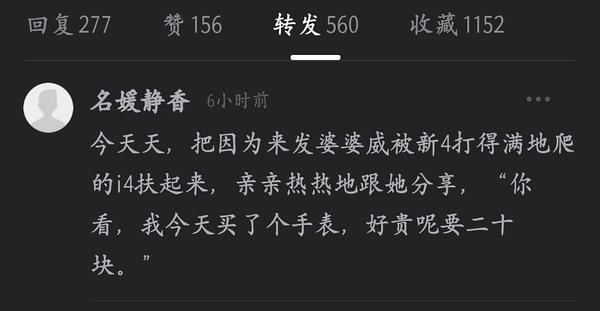 回复 277 赞 156 转发 560 收藏 1152
名媛静香 6小时前
今天天，把因为来发婆婆威被新4打得满地爬
的i4扶起来，亲亲热热地跟她分享，“你
看，我今天买了个手表，好贵呢要二十
块。”